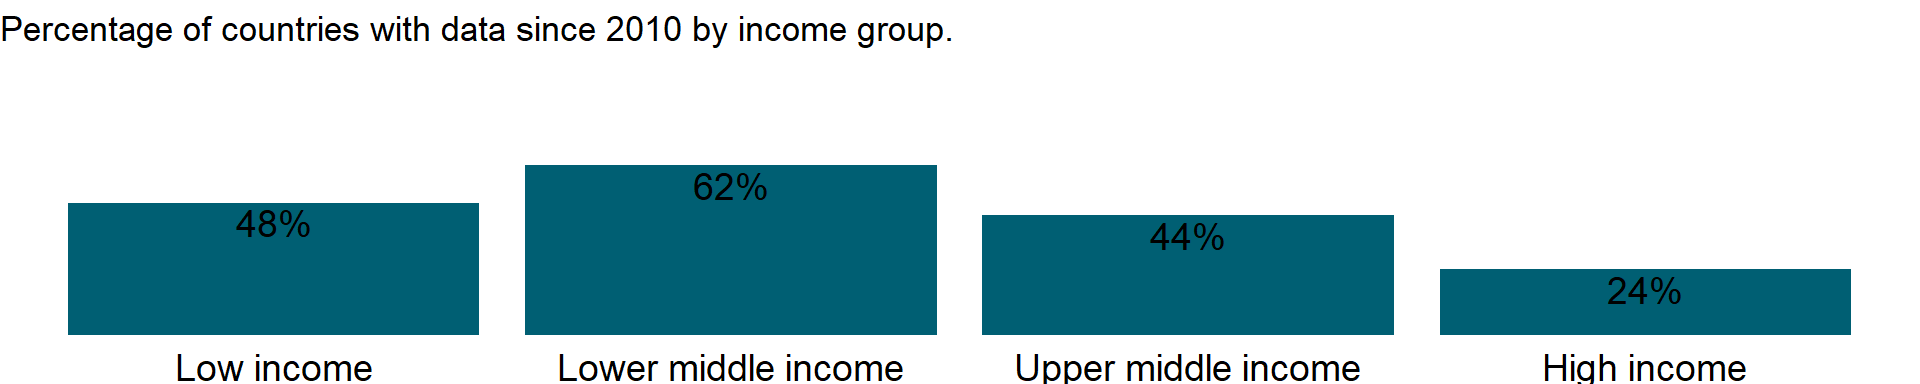 Percentage of countries with data since 2010 by income group.
48%
62%
44%
24%
Low income
Lower middle income
Upper middle income
High income